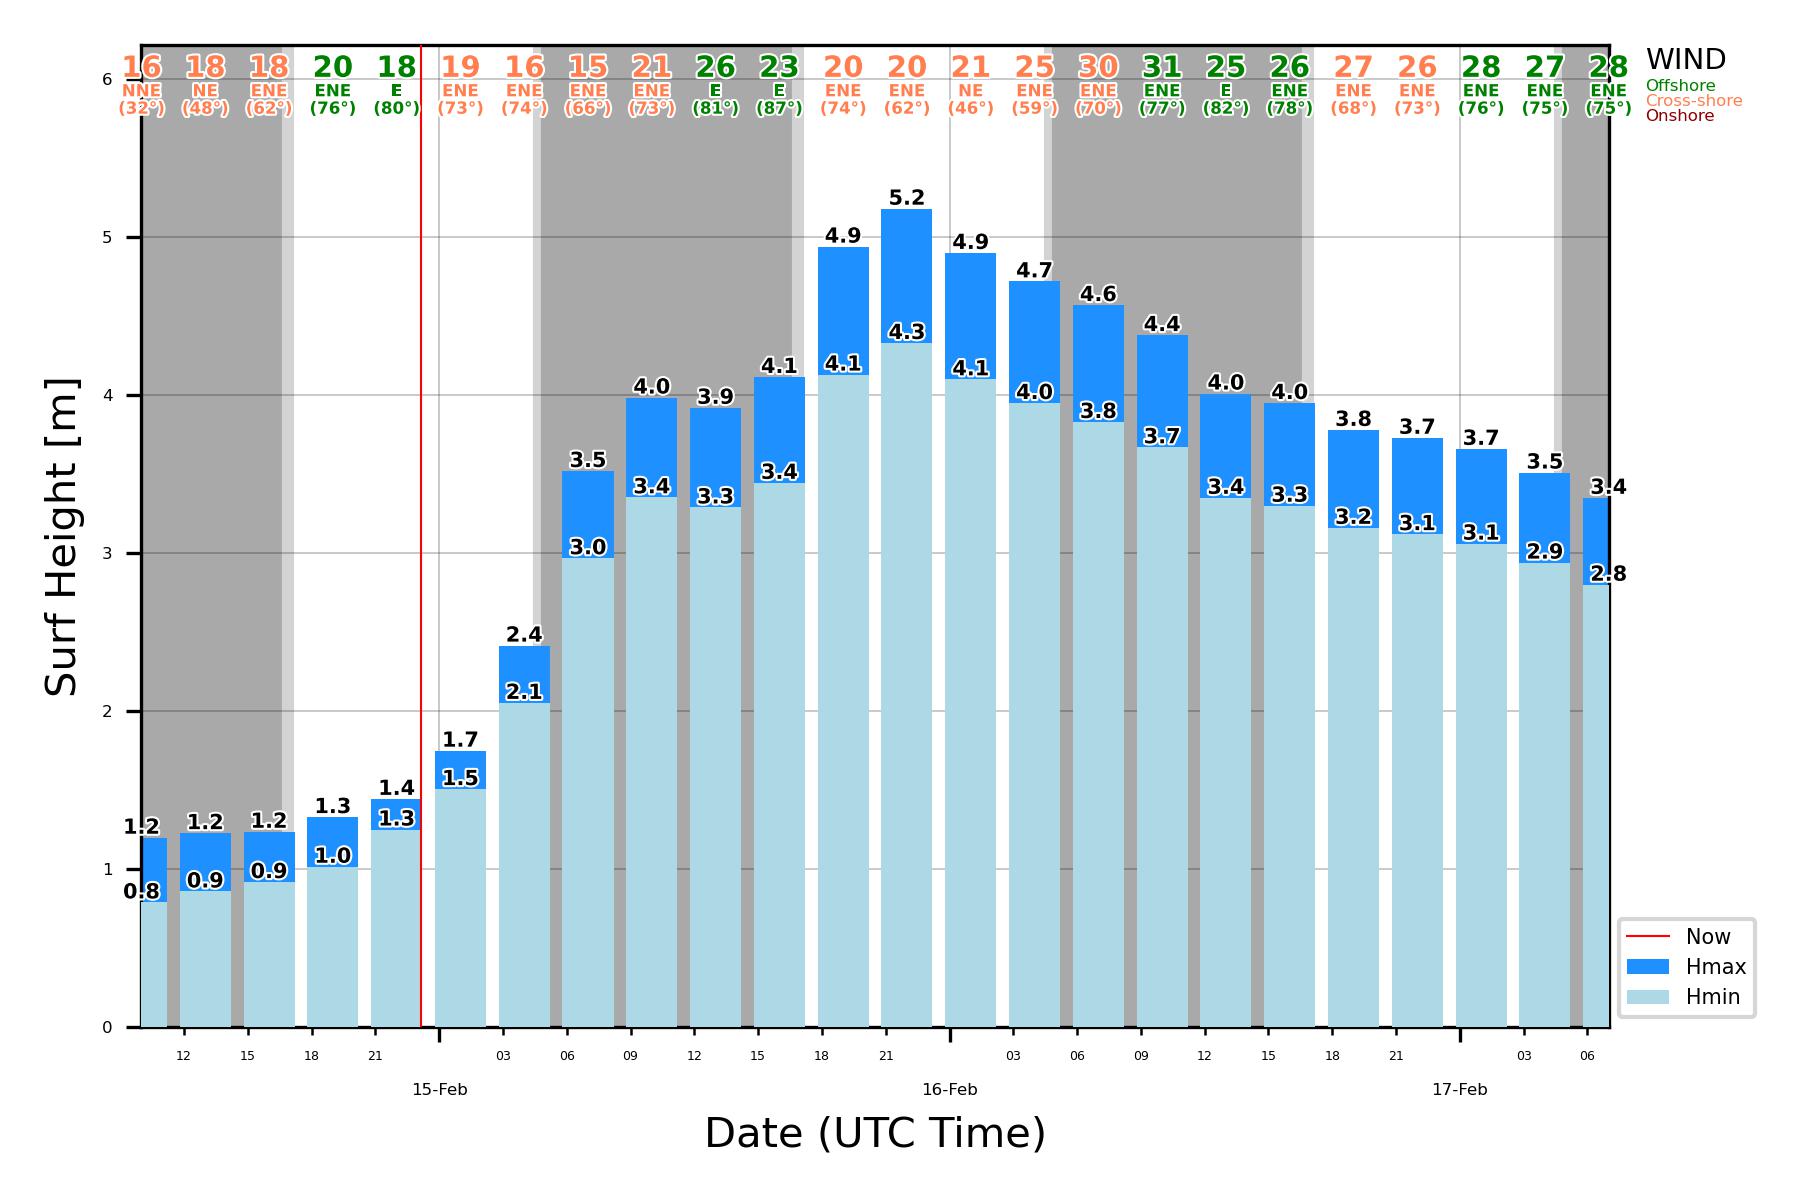 16 18 18 20 18 19 16 15 21 26 23 20 20 21 25 30 31 25 26 27 26 28 27 28
NNE NE ENE ENE E ENE ENE ENE ENE E E ENE ENE NE ENE ENE ENE E ENE ENE ENE ENE ENE ENE
(32°) (48°) (62°) (76°) (80°) (73°) (74°) (66°) (73°) (81°) (87°) (74°) (62°) (46°) (59°) (70°) (77°) (82°) (78°) (68°) (73°) (76°) (75°) (75°)
WIND
Offshore
Cross-shore
Onshore
Surf Height [m]
6
5
4
3
2
1
0
1.2 1.2 1.2 1.3 1.4 1.7 2.4 3.5 4.0 3.9 4.1 4.9 5.2 4.9 4.7 4.6 4.4 4.0 4.0 3.8 3.7 3.7 3.5 3.4
0.8 0.9 0.9 1.0 1.3 1.5 2.1 3.0 3.4 3.3 3.4 4.1 4.3 4.1 4.0 3.8 3.7 3.4 3.3 3.2 3.1 3.1 2.9 2.8
Now
Hmax
Hmin
12 15 18 21 03 06 09 12 15 18 21 03 06 09 12 15 18 21 03 06
15-Feb 16-Feb 17-Feb
Date (UTC Time)